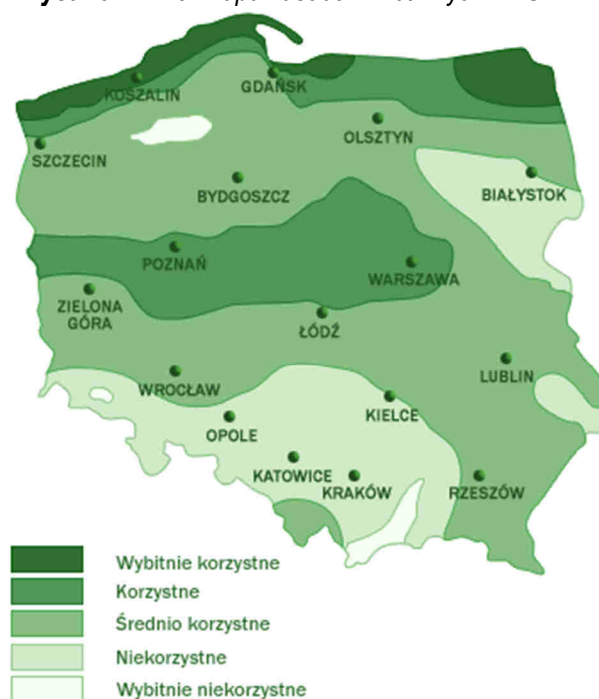 KOSZALIN
GDAŃSK
OLSZTYN
SZCZECIN
BIAŁYSTOK
BYDGOSZCZ
POZNAŃ
WARSZAWA
ZIELONA
GÓRA
ŁÓDŹ
LUBLIN
WROCŁAW
KIELCE
OPOLE
KATOWICE
KRAKÓW
RZESZÓW
Wybitnie korzystne
Korzystne
Średnio korzystne
Niekorzystne
Wybitnie niekorzystne